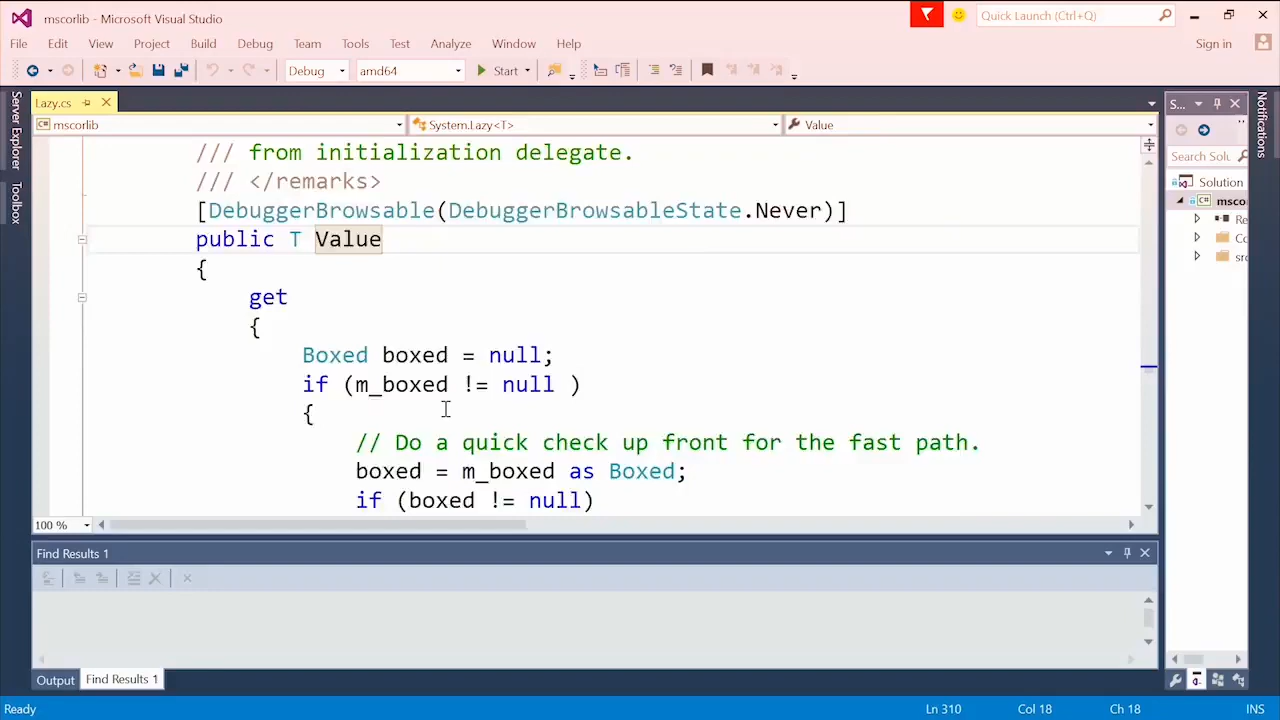 mscorlib - Microsoft Visual Studio
Quick Launch (Ctrl+Q)
File Edit View Project Build Debug Team Tools Test Analyze Window Help
Sign in
Debug amd64 Start
Lazy.cs
S...
mscorlib System.Lazy<T> Value
Server Explorer
Toolbox
Notifications
/// from initialization delegate.
/// </remarks>
[DebuggerBrowsable(DebuggerBrowsableState.Never)]
public T Value
{
get
{
Boxed boxed = null;
if (m_boxed != null )
{
// Do a quick check up front for the fast path.
boxed = m_boxed as Boxed;
if (boxed != null)
Search Solu
Solution
msco
Re
Co
src
100 %
Find Results 1
Output Find Results 1
Ready Ln 310 Col 18 Ch 18 INS